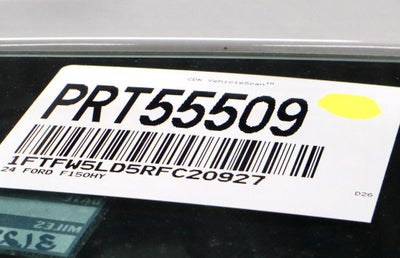 CDK VehicleScan™
PRT55509
1FTFW5LD5RFC20927
24 FORD F150HY
D26
MILES